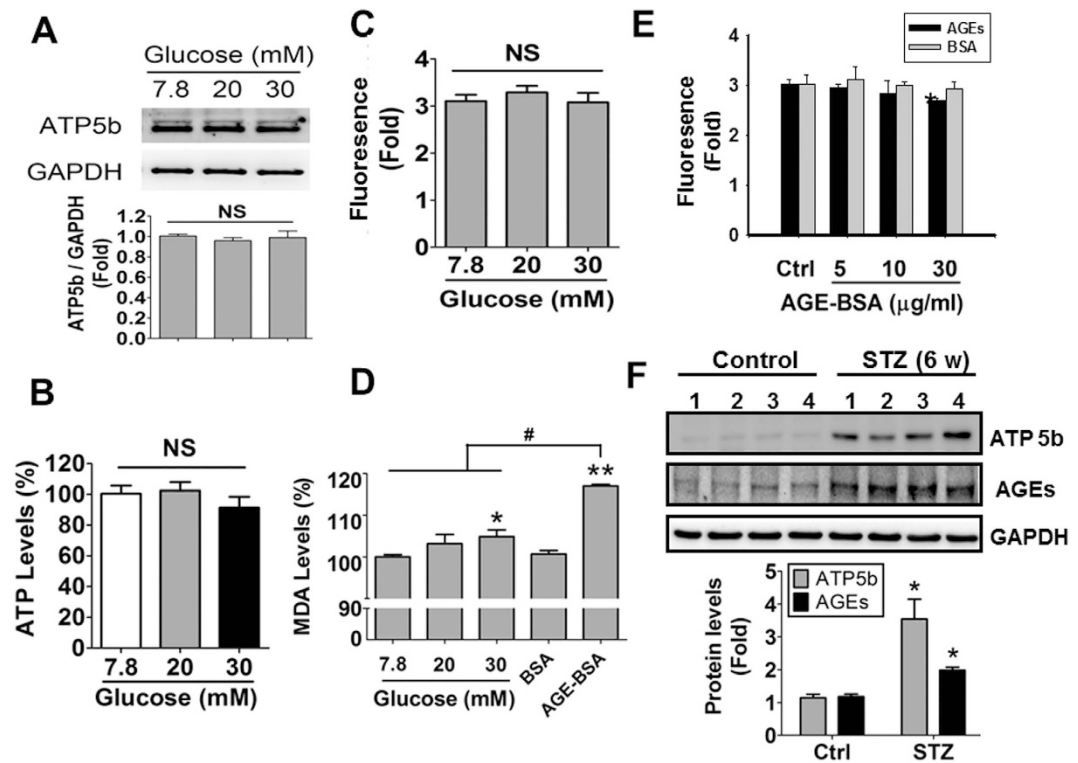 A
Glucose (mM)
7.8 20 30
ATP5b
GAPDH
NS
ATP5b / GAPDH
(Fold)
1.2
1.0
0.8
0.6
0.4
0.2
0.0
B
NS
ATP Levels (%)
120
100
80
60
40
20
0
7.8 20 30
Glucose (mM)
C
NS
Fluoresence
(Fold)
4
3
2
1
0
7.8 20 30
Glucose (mM)
D
#
**
*
MDA Levels (%)
120
110
100
90
0
7.8 20 30 BSA AGE-BSA
Glucose (mM)
E
AGEs
BSA
Fluoresence
(Fold)
4
3
2
1
0
*
Ctrl 5 10 30
AGE-BSA (μg/ml)
F
Control STZ (6 w)
1 2 3 4 1 2 3 4
ATP 5b
AGEs
GAPDH
ATP5b
AGEs
Protein levels
(Fold)
5
4
3
2
1
0
*
*
Ctrl STZ